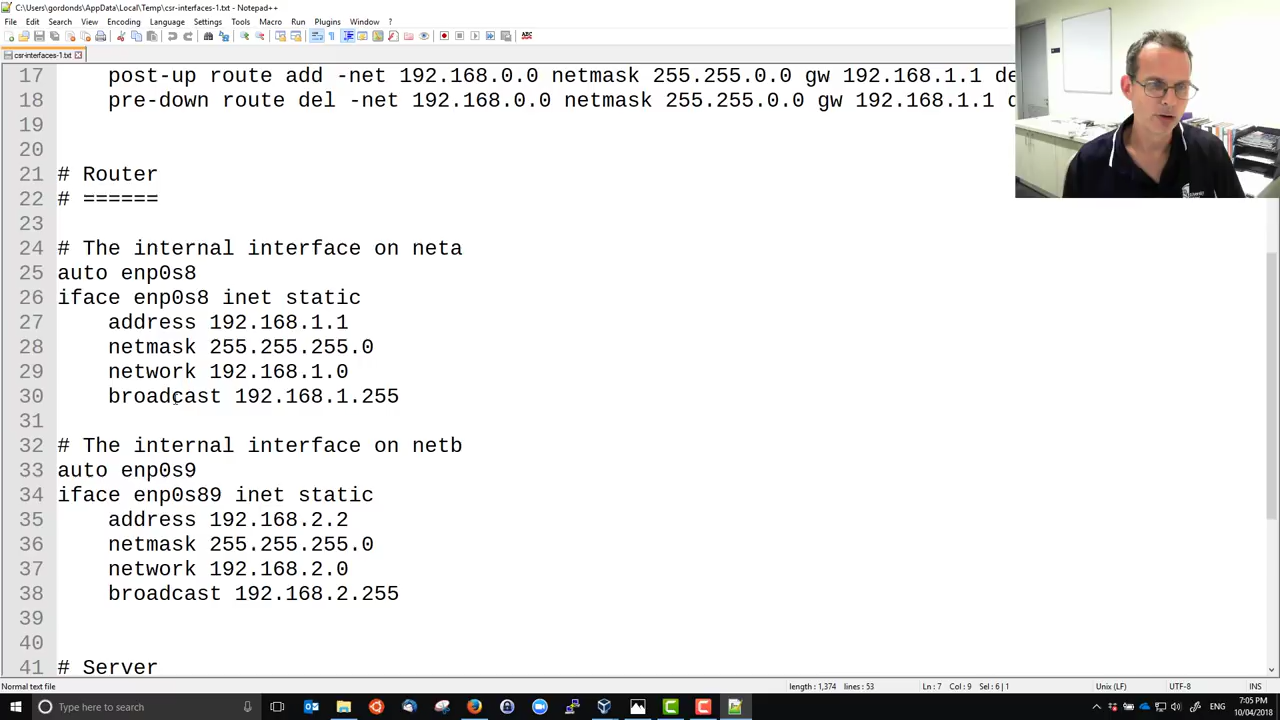 C:\Users\gordonds\AppData\Local\Temp\csr-interfaces-1.txt - Notepad++
File Edit Search View Encoding Language Settings Tools Macro Run Plugins Window ?
csr-interfaces-1.txt
17 post-up route add -net 192.168.0.0 netmask 255.255.0.0 gw 192.168.1.1 de
18 pre-down route del -net 192.168.0.0 netmask 255.255.0.0 gw 192.168.1.1 d
19
20
21 # Router
22 # ======
23
24 # The internal interface on neta
25 auto enp0s8
26 iface enp0s8 inet static
27 address 192.168.1.1
28 netmask 255.255.255.0
29 network 192.168.1.0
30 broadcast 192.168.1.255
31
32 # The internal interface on netb
33 auto enp0s9
34 iface enp0s89 inet static
35 address 192.168.2.2
36 netmask 255.255.255.0
37 network 192.168.2.0
38 broadcast 192.168.2.255
39
40
41 # Server
Normal text file length : 1,374 lines : 53 Ln : 7 Col : 9 Sel : 6 | 1 Unix (LF) UTF-8 INS
Type here to search ENG 7:05 PM
10/04/2018